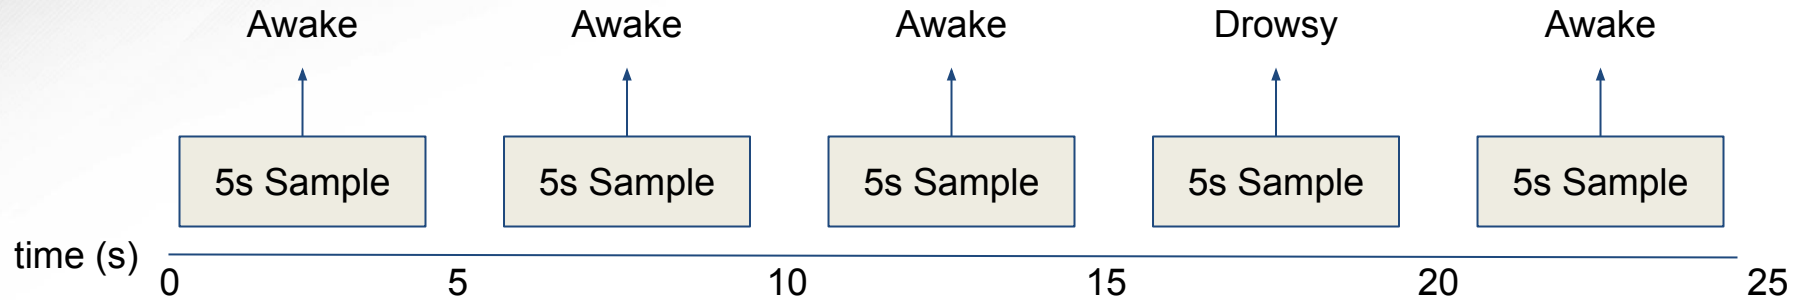 Awake Awake Awake Drowsy Awake
5s Sample 5s Sample 5s Sample 5s Sample 5s Sample
time (s)
0 5 10 15 20 25